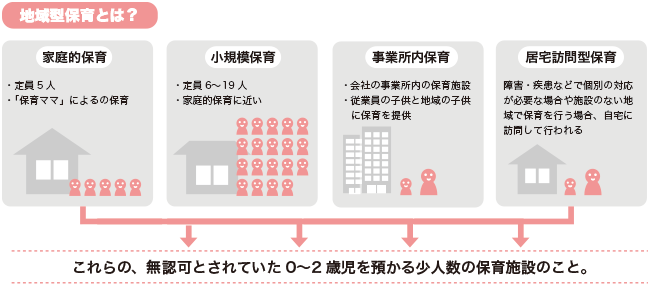 地域型保育とは？
家庭的保育
・定員5人
・「保育ママ」によるの保育
小規模保育
・定員6〜19人
・家庭的保育に近い
事業所内保育
・会社の事業所内の保育施設
・従業員の子供と地域の子供
に保育を提供
居宅訪問型保育
障害・疾患などで個別の対応
が必要な場合や施設のない地
域で保育を行う場合、自宅に
訪問して行われる
これらの、無認可とされていた0〜2歳児を預かる少人数の保育施設のこと。